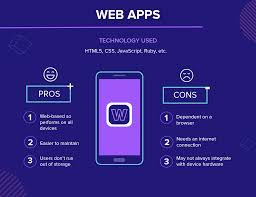 WEB APPS
TECHNOLOGY USED
HTML5, CSS, JavaScript, Ruby, etc.
PROS
1 Web-based so
performs on all
devices
2 Easier to maintain
3 Users don't run
out of storage
W
CONS
1 Dependent on a
browser
2 Needs an internet
connection
3 May not always integrate
with device hardware